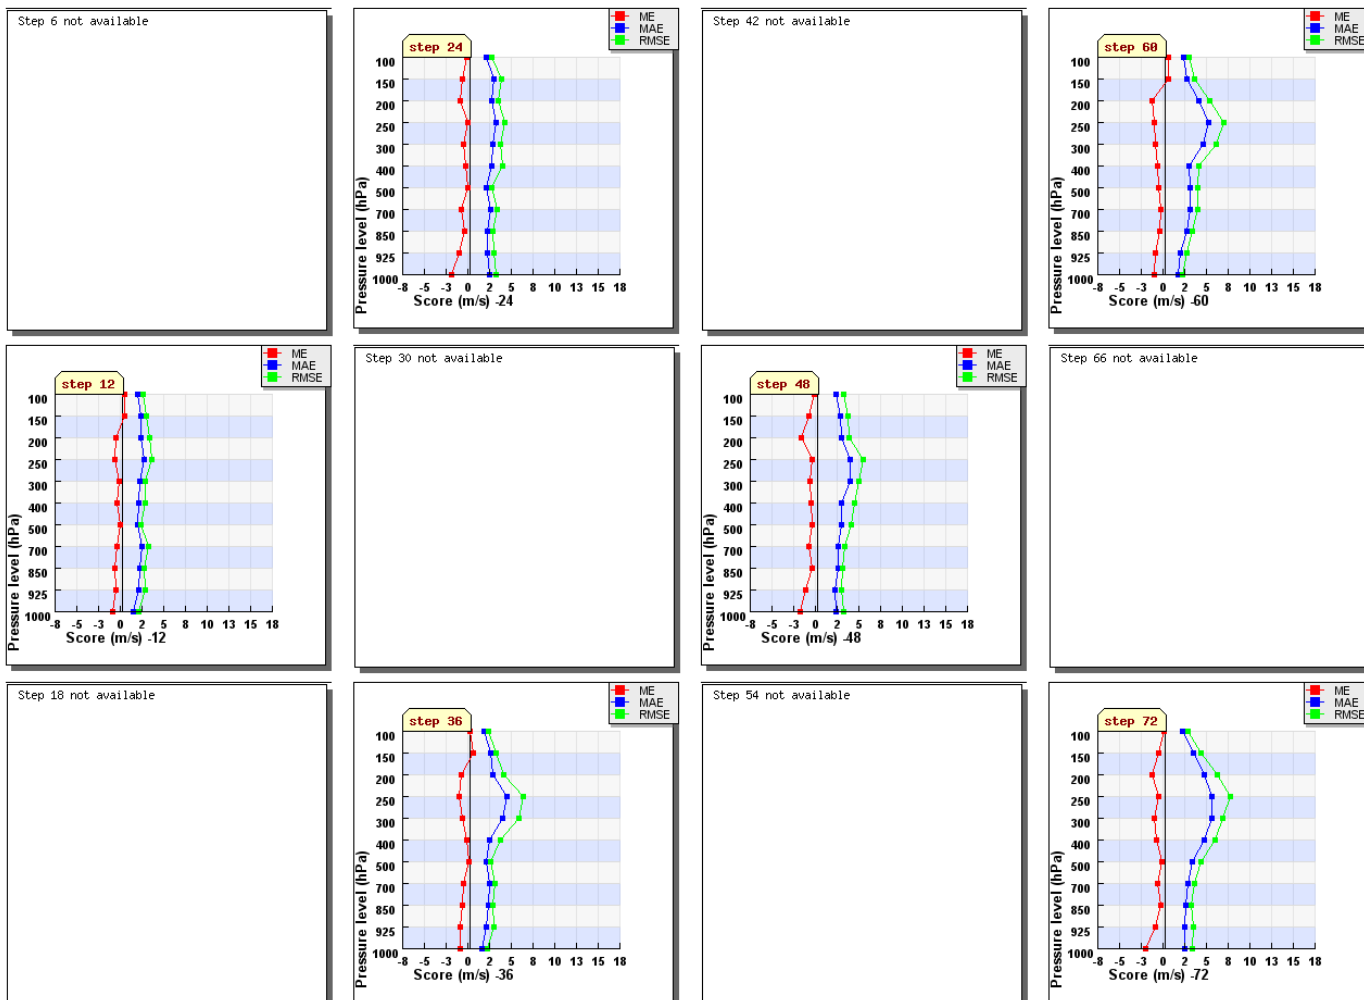 Step 6 not available
ME
MAE
RMSE
step 24
100
150
200
250
300
400
500
700
850
925
1000
-8 -5 -3 0 2 5 8 10 13 15 18
Pressure level (hPa)
Score (m/s) -24
Step 42 not available
ME
MAE
RMSE
step 60
100
150
200
250
300
400
500
700
850
925
1000
-8 -5 -3 0 2 5 8 10 13 15 18
Pressure level (hPa)
Score (m/s) -60
ME
MAE
RMSE
step 12
100
150
200
250
300
400
500
700
850
925
1000
-8 -5 -3 0 2 5 8 10 13 15 18
Pressure level (hPa)
Score (m/s) -12
Step 30 not available
ME
MAE
RMSE
step 48
100
150
200
250
300
400
500
700
850
925
1000
-8 -5 -3 0 2 5 8 10 13 15 18
Pressure level (hPa)
Score (m/s) -48
Step 66 not available
Step 18 not available
ME
MAE
RMSE
step 36
100
150
200
250
300
400
500
700
850
925
1000
-8 -5 -3 0 2 5 8 10 13 15 18
Pressure level (hPa)
Score (m/s) -36
Step 54 not available
ME
MAE
RMSE
step 72
100
150
200
250
300
400
500
700
850
925
1000
-8 -5 -3 0 2 5 8 10 13 15 18
Pressure level (hPa)
Score (m/s) -72